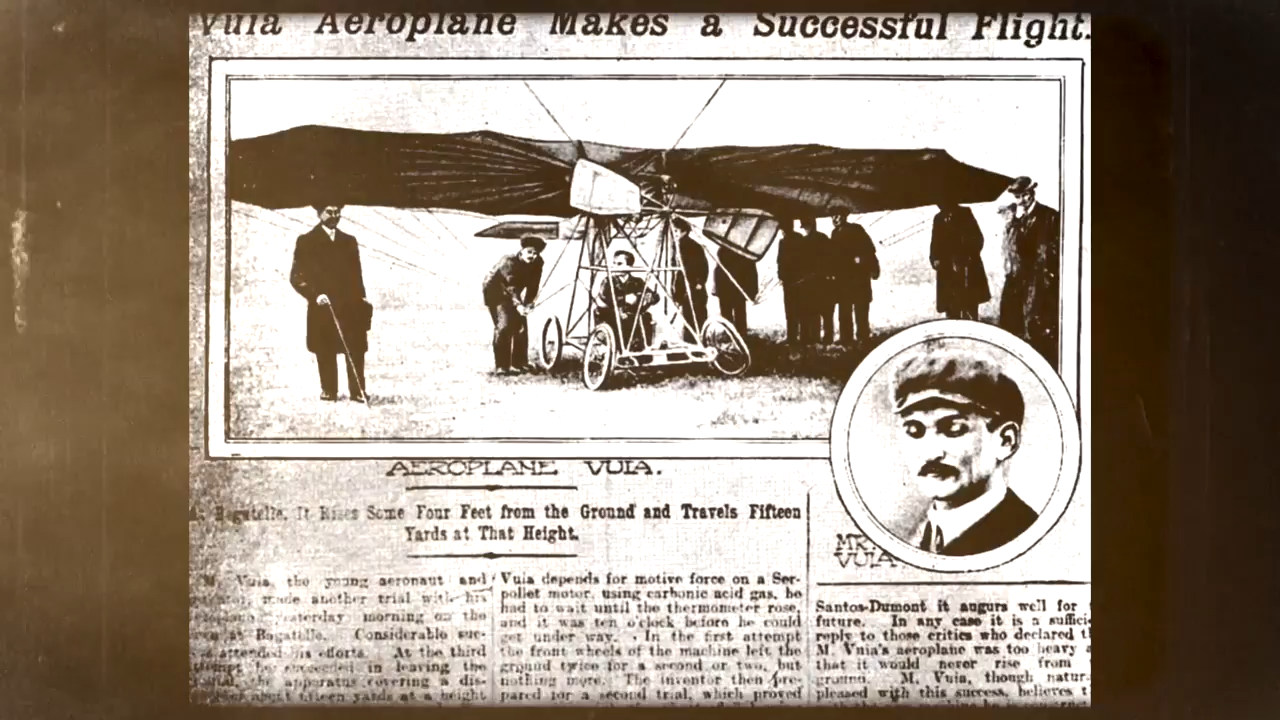 Vuia Aeroplane Makes a Successful Flight.
AEROPLANE VUIA.
Bagatelle, It Rises Some Four Feet from the Ground and Travels Fifteen
Yards at That Height.
MR.
VUIA
M. Vuia, the young aeronaut and
made another trial with his
yesterday morning on the
at Bagatelle. Considerable suc-
attended his efforts. At the third
he succeeded in leaving the
the apparatus covering a dis-
about fifteen yards at a height
Vuia depends for motive force on a Ser-
pollet motor, using carbonic acid gas, he
had to wait until the thermometer rose,
and it was ten o'clock before he could
get under way. In the first attempt
the front wheels of the machine left the
ground twice for a second or two, but
nothing more. The inventor then pre-
pared for a second trial, which proved
Santos-Dumont it augurs well for
future. In any case it is a suffici
reply to those critics who declared t
M. Vuia's aeroplane was too heavy a
that it would never rise from
ground. M. Vuia, though natur
pleased with this success, believes t